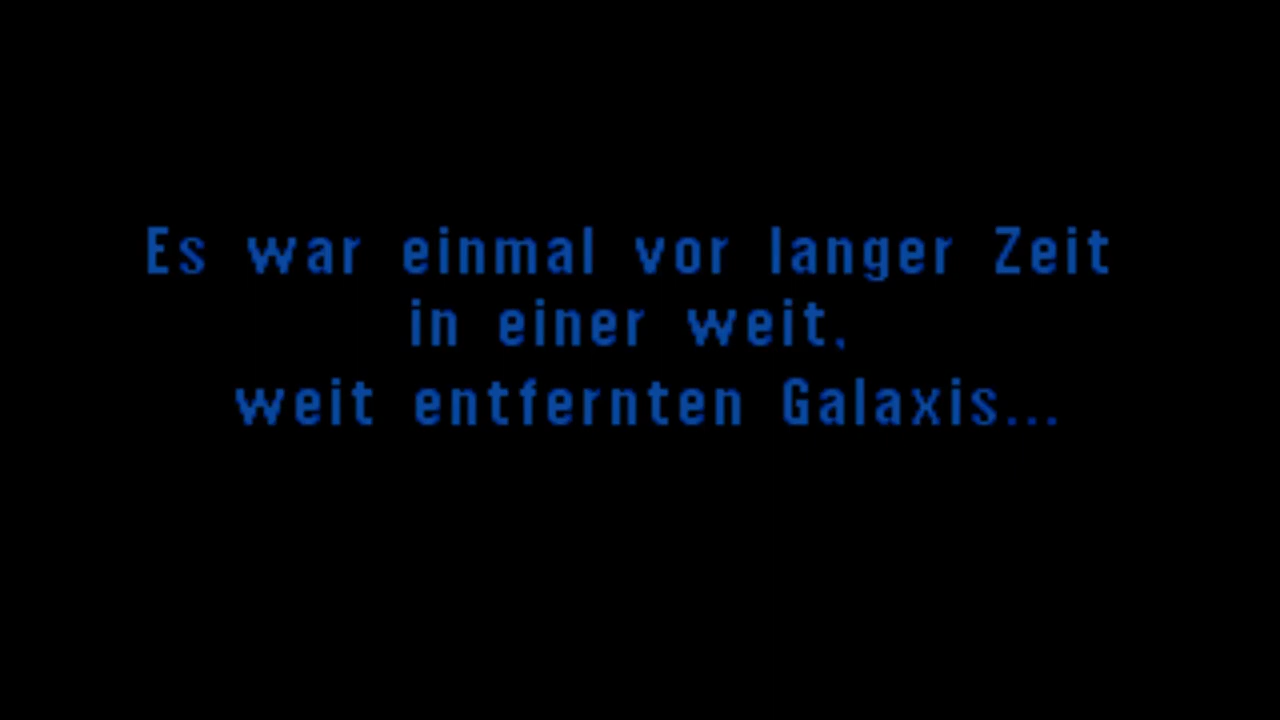 Es war einmal vor langer Zeit
in einer weit,
weit entfernten Galaxis...